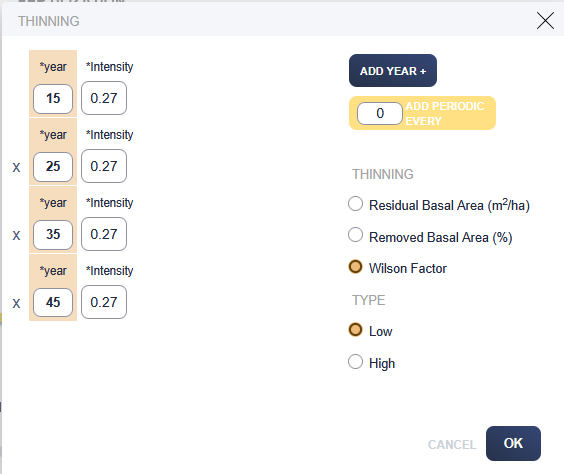 THINNING
*year *Intensity
15 0.27
*year *Intensity
x 25 0.27
*year *Intensity
x 35 0.27
*year *Intensity
x 45 0.27
ADD YEAR +
0 ADD PERIODIC
EVERY
THINNING
Residual Basal Area (m²/ha)
Removed Basal Area (%)
Wilson Factor
TYPE
Low
High
CANCEL OK